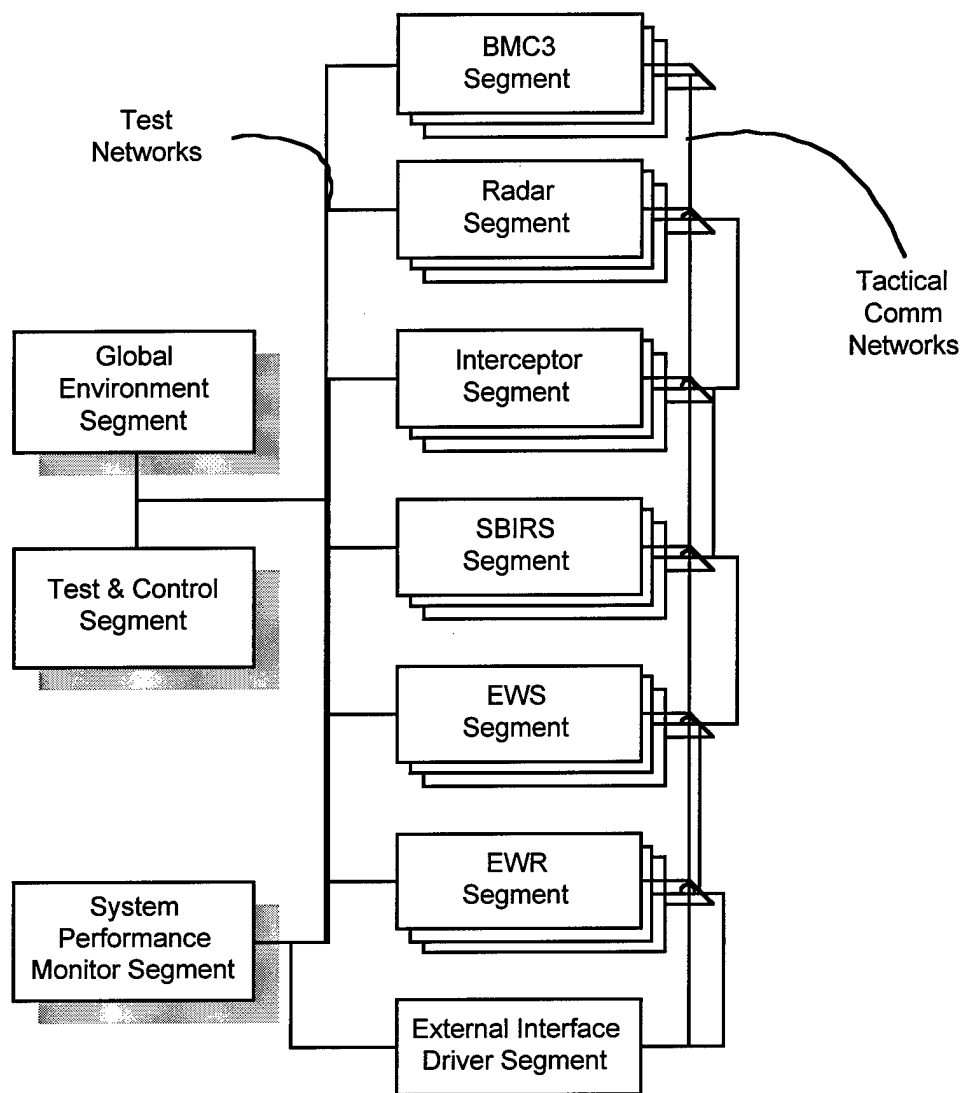 BMC3
Segment
Test
Networks
Radar
Segment
Tactical
Comm
Networks
Global
Environment
Segment
Interceptor
Segment
SBIRS
Segment
Test & Control
Segment
EWS
Segment
EWR
Segment
System
Performance
Monitor Segment
External Interface
Driver Segment